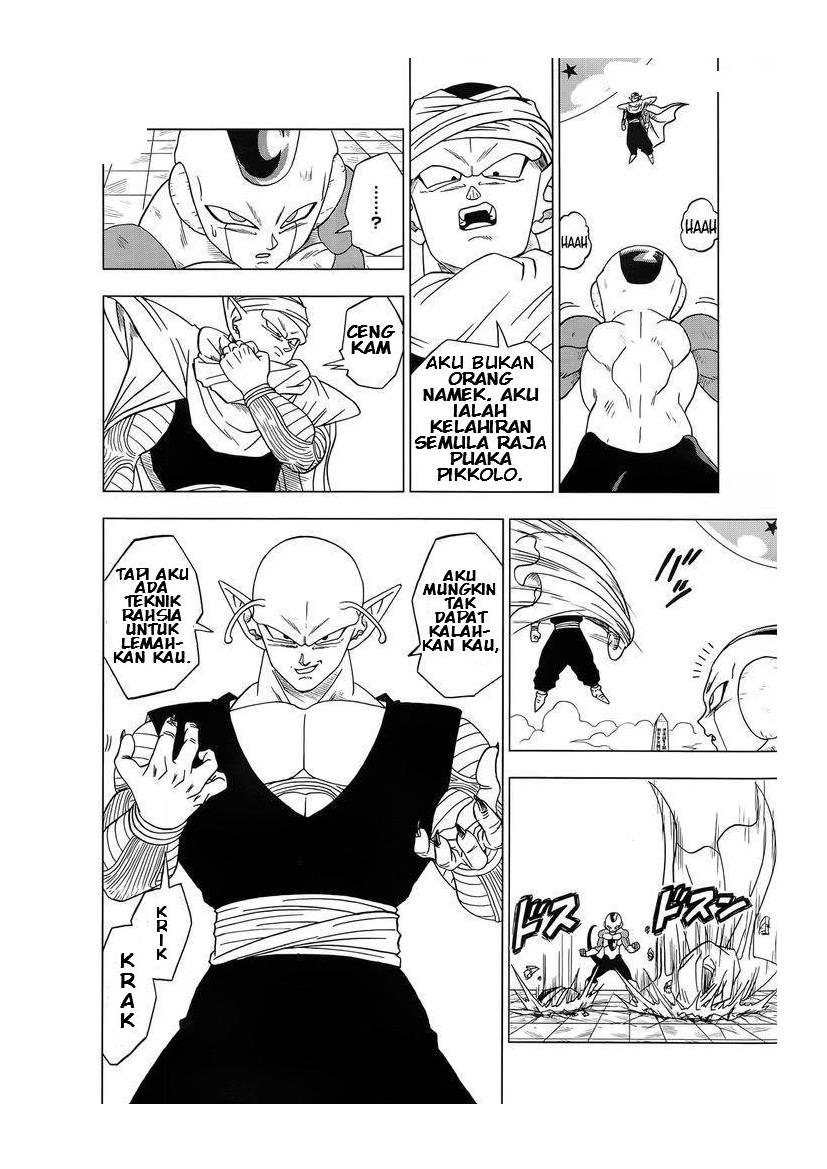 HAAH
HAAH
AKU BUKAN
ORANG
NAMEK. AKU
IALAH
KELAHIRAN
SEMULA RAJA
PUAKA
PIKKOLO.
......?
CENG
KAM
ドスン
ドス
AKU
MUNGKIN
TAK
DAPAT
KALAH-
KAN KAU,
TAPI AKU
ADA
TEKNIK
RAHSIA
UNTUK
LEMAH-
KAN KAU.
KRIK
KRAK